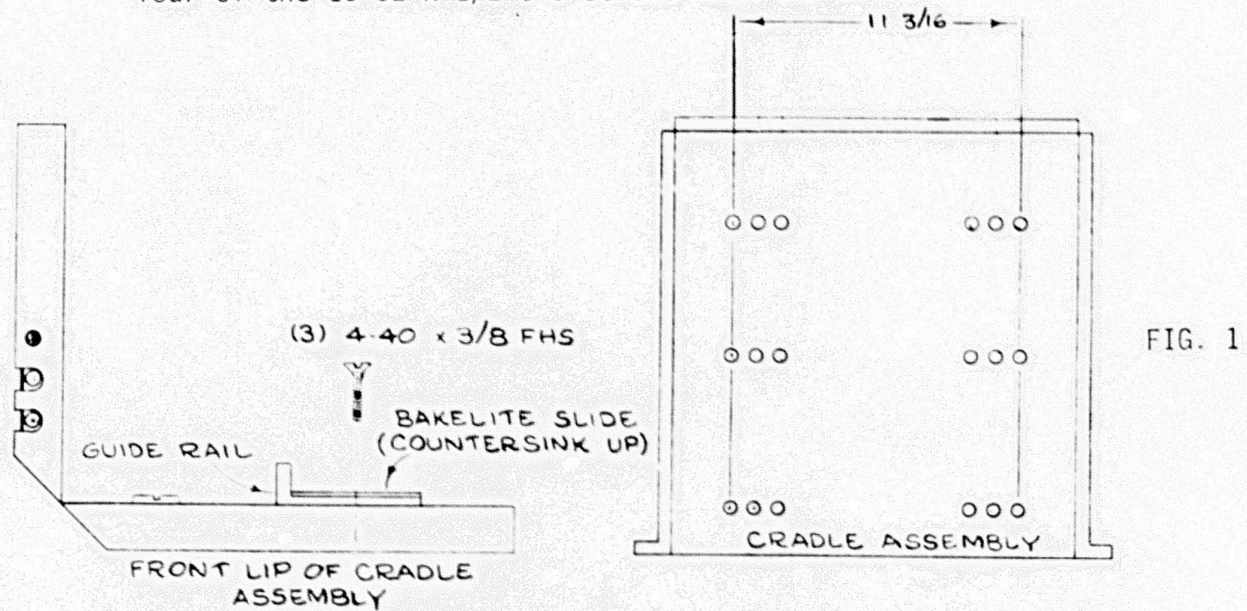 11 3/16
(3) 4-40 x 3/8 FHS
BAKELITE SLIDE
(COUNTERSINK UP)
GUIDE RAIL
FRONT LIP OF CRADLE
ASSEMBLY
CRADLE ASSEMBLY
FIG. 1